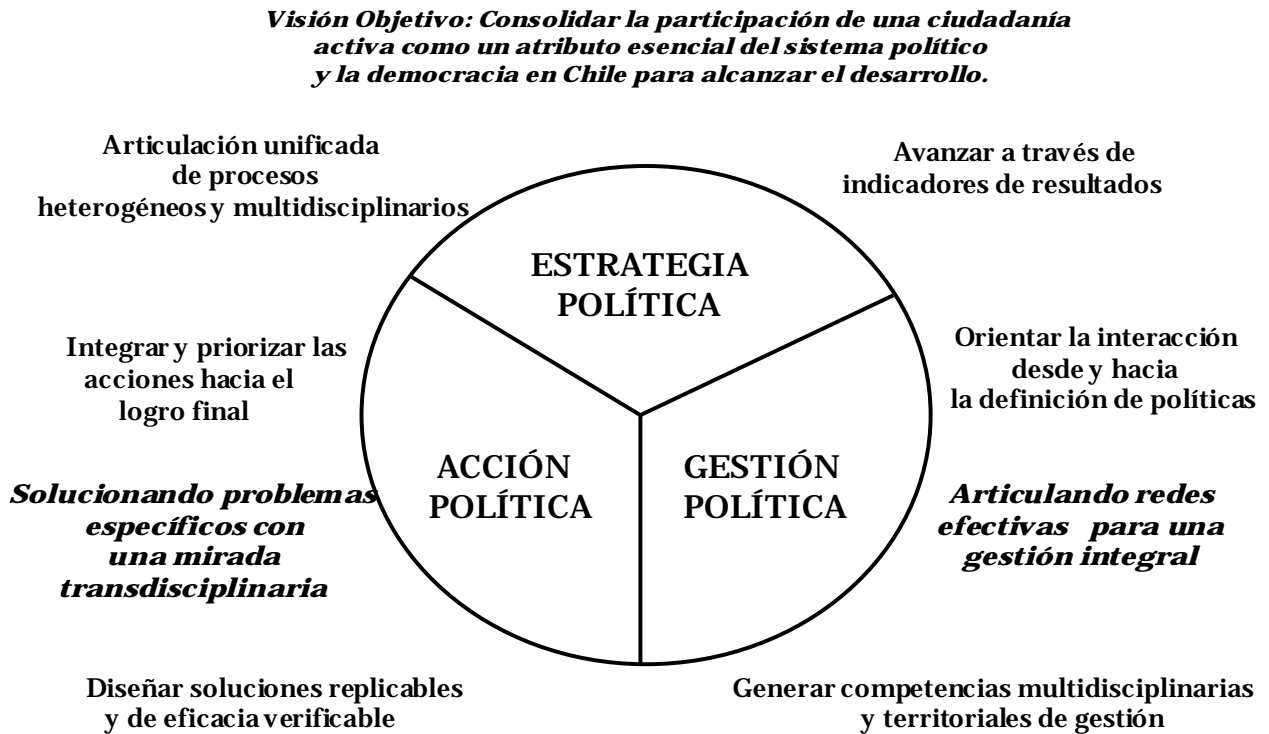 Visión Objetivo: Consolidar la participación de una ciudadanía
activa como un atributo esencial del sistema político
y la democracia en Chile para alcanzar el desarrollo.
Articulación unificada
de procesos
heterogéneos y multidisciplinarios
Avanzar a través de
indicadores de resultados
ESTRATEGIA
POLÍTICA
Integrar y priorizar las
acciones hacia el
logro final
Orientar la interacción
desde y hacia
la definición de políticas
ACCIÓN
POLÍTICA
GESTIÓN
POLÍTICA
Solucionando problemas
específicos con
una mirada
transdisciplinaria
Articulando redes
efectivas para una
gestión integral
Diseñar soluciones replicables
y de eficacia verificable
Generar competencias multidisciplinarias
y territoriales de gestión